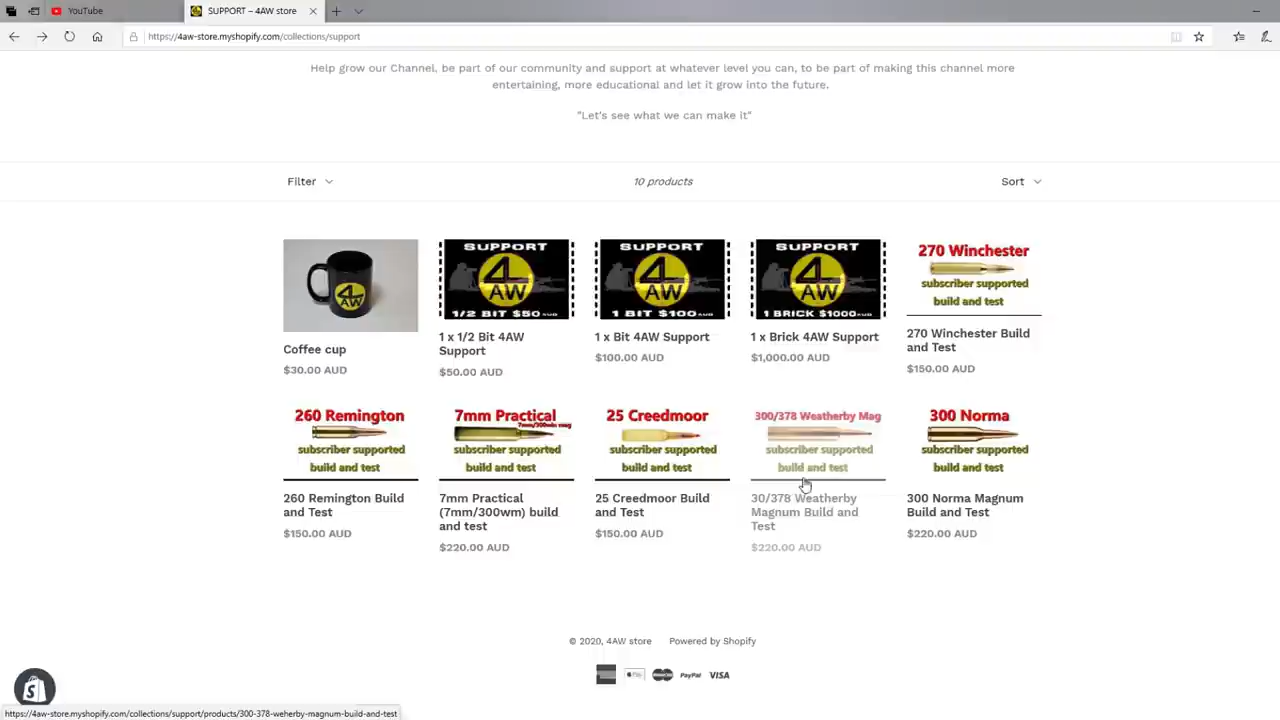 YouTube
SUPPORT – 4AW store
https://4aw-store.myshopify.com/collections/support
Help grow our Channel, be part of our community and support at whatever level you can, to be part of making this channel more
entertaining, more educational and let it grow into the future.
"Let's see what we can make it"
Filter
10 products
Sort
4
AW
SUPPORT
4
AW
1/2 BIT $50
SUPPORT
4
AW
1 BIT $100
SUPPORT
4
AW
1 BRICK $1000
270 Winchester
subscriber supported
build and test
Coffee cup
$30.00 AUD
1 x 1/2 Bit 4AW
Support
$50.00 AUD
1 x Bit 4AW Support
$100.00 AUD
1 x Brick 4AW Support
$1,000.00 AUD
270 Winchester Build
and Test
$150.00 AUD
260 Remington
subscriber supported
build and test
7mm Practical
7mm/300win mag
subscriber supported
build and test
25 Creedmoor
subscriber supported
build and test
300/378 Weatherby Mag
subscriber supported
build and test
300 Norma
subscriber supported
build and test
260 Remington Build
and Test
$150.00 AUD
7mm Practical
(7mm/300wm) build
and test
$220.00 AUD
25 Creedmoor Build
and Test
$150.00 AUD
30/378 Weatherby
Magnum Build and
Test
$220.00 AUD
300 Norma Magnum
Build and Test
$220.00 AUD
© 2020, 4AW store
Powered by Shopify
PayPal
VISA
https://4aw-store.myshopify.com/collections/support/products/300-378-weherby-magnum-build-and-test